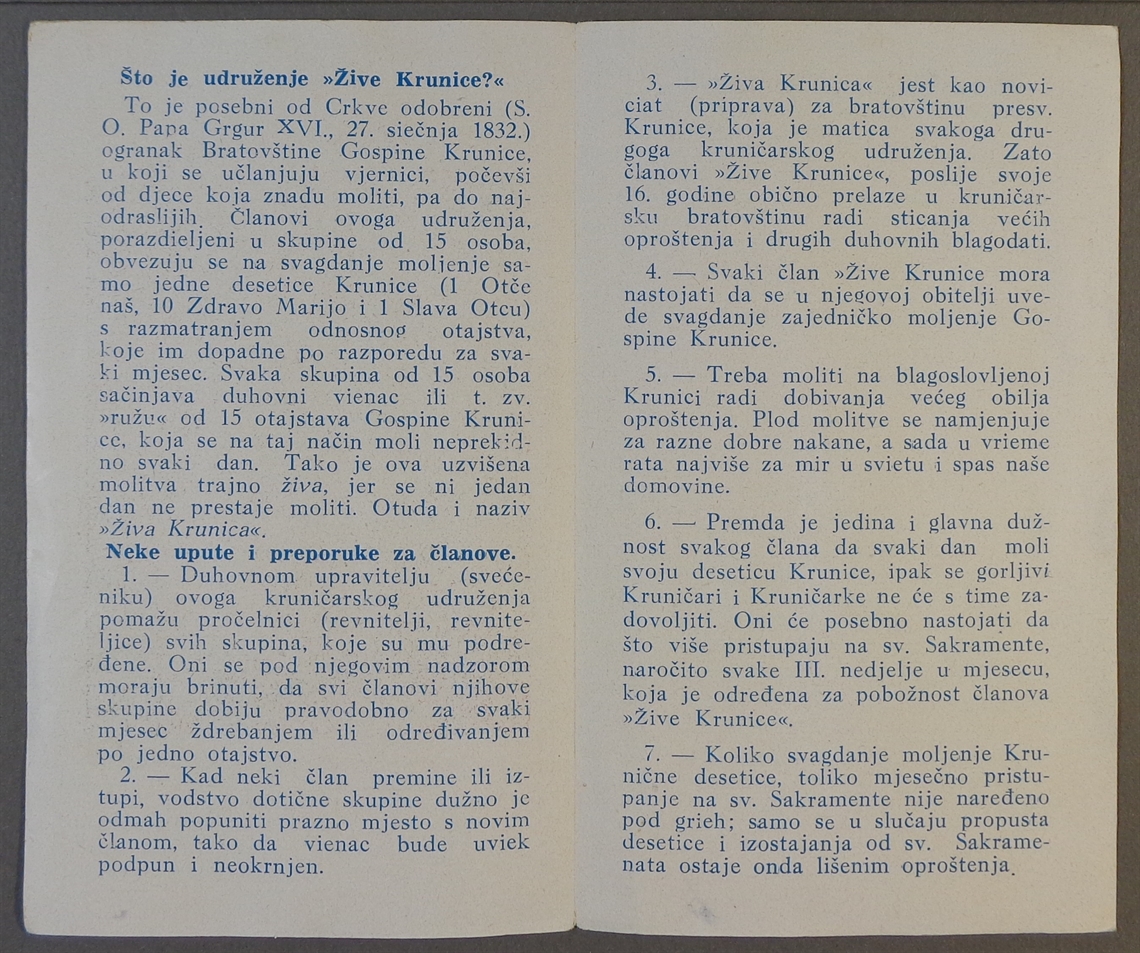 Što je udruženje »Žive Krunice?«
To je posebni od Crkve odobreni (S.
O. Papa Grgur XVI., 27. siečnja 1832.)
ogranak Bratovštine Gospine Krunice,
u koji se učlanjuju vjernici, počevši
od djece koja znadu moliti, pa do naj-
odraslijih. Članovi ovoga udruženja,
porazdieljeni u skupine od 15 osoba,
obvezuju se na svagdanje moljenje sa-
mo jedne desetice Krunice (1 Otče
naš, 10 Zdravo Marijo i 1 Slava Otcu)
s razmatranjem odnosnog otajstva,
koje im dopadne po razporedu za sva-
ki mjesec. Svaka skupina od 15 osoba
sačinjava duhovni vienac ili t. zv.
»ružu« od 15 otajstava Gospine Kruni-
ce, koja se na taj način moli neprekid-
no svaki dan. Tako je ova uzvišena
molitva trajno živa, jer se ni jedan
dan ne prestaje moliti. Otuda i naziv
»Živa Krunica«.
Neke upute i preporuke za članove.
1. — Duhovnom upravitelju (sveće-
niku) ovoga kruničarskog udruženja
pomažu pročelnici (revnitelji, revnite-
ljice) svih skupina, koje su mu podre-
đene. Oni se pod njegovim nadzorom
moraju brinuti, da svi članovi njihove
skupine dobiju pravodobno za svaki
mjesec ždrebanjem ili određivanjem
po jedno otajstvo.
2. — Kad neki član premine ili iz-
tupi, vodstvo dotične skupine dužno je
odmah popuniti prazno mjesto s novim
članom, tako da vienac bude uviek
podpun i neokrnjen.
3. — »Živa Krunica« jest kao novi-
ciat (priprava) za bratovštinu presv.
Krunice, koja je matica svakoga dru-
goga kruničarskog udruženja. Zato
članovi »Žive Krunice«, poslije svoje
16. godine obično prelaze u kruničar-
sku bratovštinu radi sticanja većih
oproštenja i drugih duhovnih blagodati.
4. — Svaki član »Žive Krunice mora
nastojati da se u njegovoj obitelji uve-
de svagdanje zajedničko moljenje Go-
spine Krunice.
5. — Treba moliti na blagoslovljenoj
Krunici radi dobivanja većeg obilja
oproštenja. Plod molitve se namjenjuje
za razne dobre nakane, a sada u vrieme
rata najviše za mir u svietu i spas naše
domovine.
6. — Premda je jedina i glavna duž-
nost svakog člana da svaki dan moli
svoju deseticu Krunice, ipak se gorljivi
Kruničari i Kruničarke ne će s time za-
dovoljiti. Oni će posebno nastojati da
što više pristupaju na sv. Sakramente,
naročito svake III. nedjelje u mjesecu,
koja je određena za pobožnost članova
»Žive Krunice«.
7. — Koliko svagdanje moljenje Kru-
nične desetice, toliko mjesečno pristu-
panje na sv. Sakramente nije naređeno
pod grieh; samo se u slučaju propusta
desetice i izostajanja od sv. Sakrame-
nata ostaje onda lišenim oproštenja.